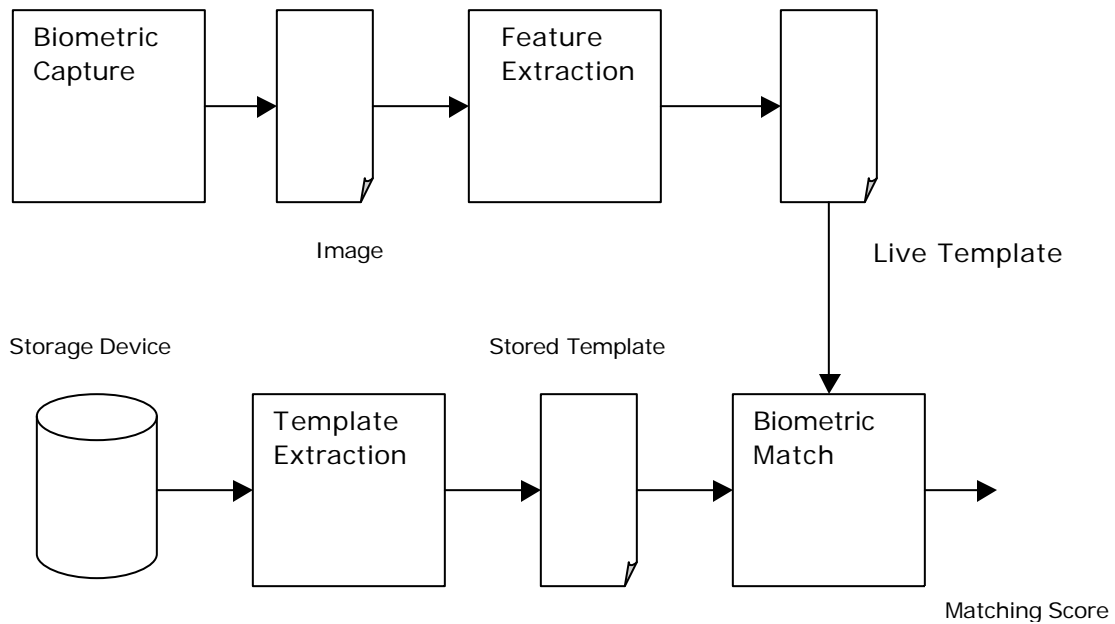 Biometric
Capture
Feature
Extraction
Image
Live Template
Storage Device
Stored Template
Template
Extraction
Biometric
Match
Matching Score